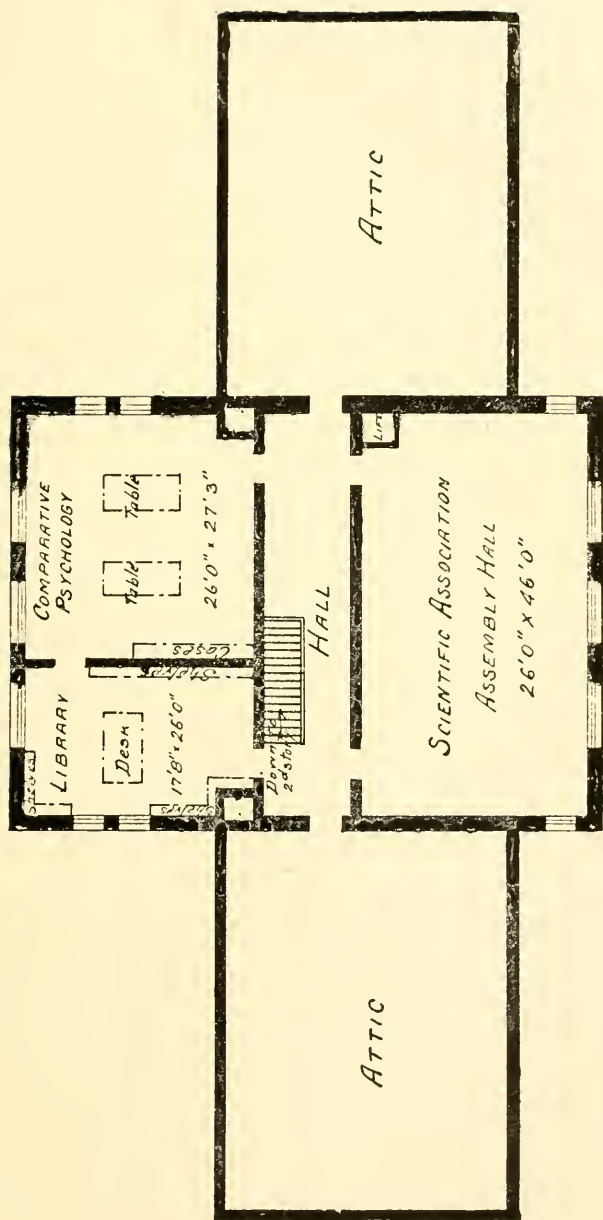 ATTIC
COMPARATIVE
PSYCHOLOGY
Table
Table
26'0" x 27'3"
Cases
Shelves
LIBRARY
Shelves
Desk
17'8" x 26'0"
Shelves
Down to
2d story
HALL
LIFT
SCIENTIFIC ASSOCIATION
ASSEMBLY HALL
26'0" X 46'0"
ATTIC